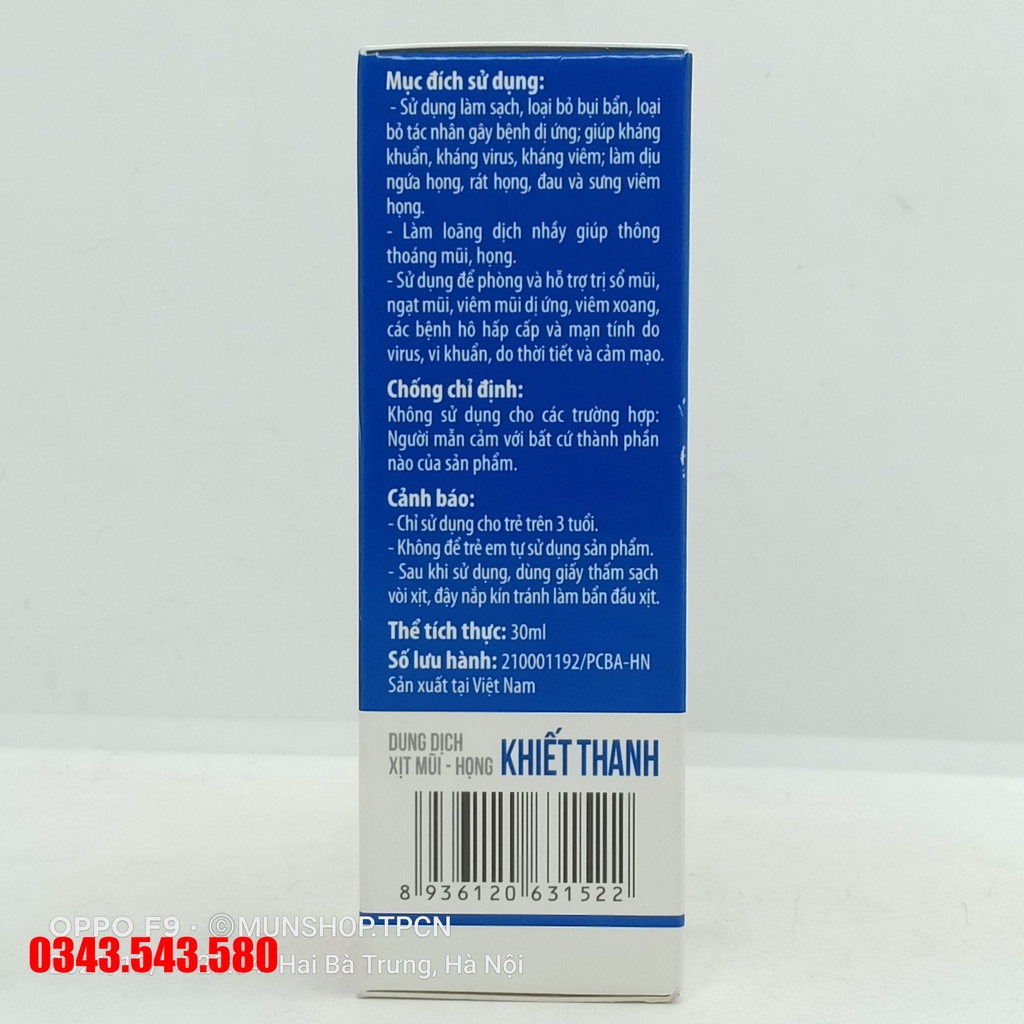 Mục đích sử dụng:
- Sử dụng làm sạch, loại bỏ bụi bẩn, loại
bỏ tác nhân gây bệnh dị ứng; giúp kháng
khuẩn, kháng virus, kháng viêm; làm dịu
ngứa họng, rát họng, đau và sưng viêm
họng.
- Làm loãng dịch nhầy giúp thông
thoáng mũi, họng.
- Sử dụng để phòng và hỗ trợ trị sổ mũi,
ngạt mũi, viêm mũi dị ứng, viêm xoang,
các bệnh hô hấp cấp và mạn tính do
virus, vi khuẩn, do thời tiết và cảm mạo.
Chống chỉ định:
Không sử dụng cho các trường hợp:
Người mẫn cảm với bất cứ thành phần
nào của sản phẩm.
Cảnh báo:
- Chỉ sử dụng cho trẻ trên 3 tuổi.
- Không để trẻ em tự sử dụng sản phẩm.
- Sau khi sử dụng, dùng giấy thấm sạch
vòi xịt, đậy nắp kín tránh làm bẩn đầu xịt.
Thể tích thực: 30ml
Số lưu hành: 210001192/PCBA-HN
Sản xuất tại Việt Nam
DUNG DỊCH
XỊT MŨI - HỌNG KHIẾT THANH
8 936120 631522
OPPO F9 · ©MUNSHOP.TPCN
0343.543.580
Hai Bà Trưng, Hà Nội